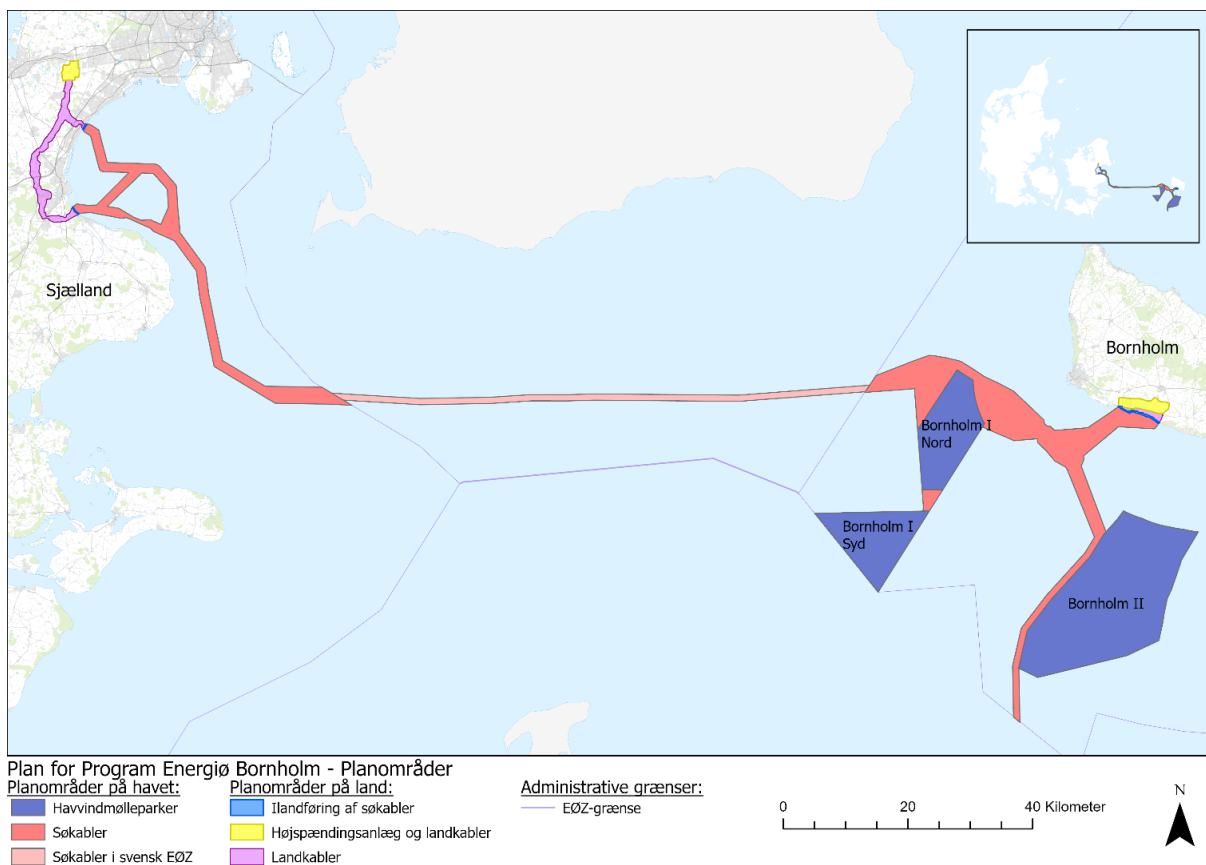 Sjælland
Bornholm
Bornholm I
Nord
Bornholm I
Syd
Bornholm II
Plan for Program Energiø Bornholm - Planområder
Planområder på havet:
Havvindmølleparker
Søkabler
Søkabler i svensk EØZ
Planområder på land:
Ilandføring af søkabler
Højspændingsanlæg og landkabler
Landkabler
Administrative grænser:
EØZ-grænse
0 20 40 Kilometer
N